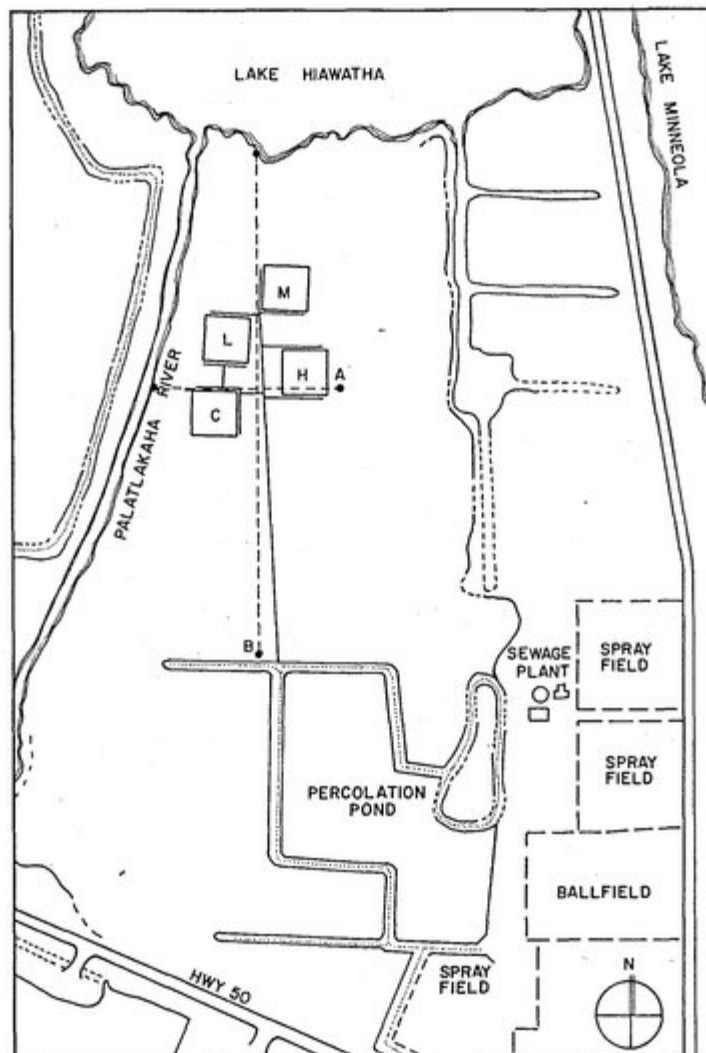 LAKE HIAWATHA
LAKE MINNEOLA
M
L
H
A
C
PALATLAKAHA RIVER
B
SEWAGE
PLANT
SPRAY
FIELD
SPRAY
FIELD
PERCOLATION
POND
BALLFIELD
HWY 50
SPRAY
FIELD
N